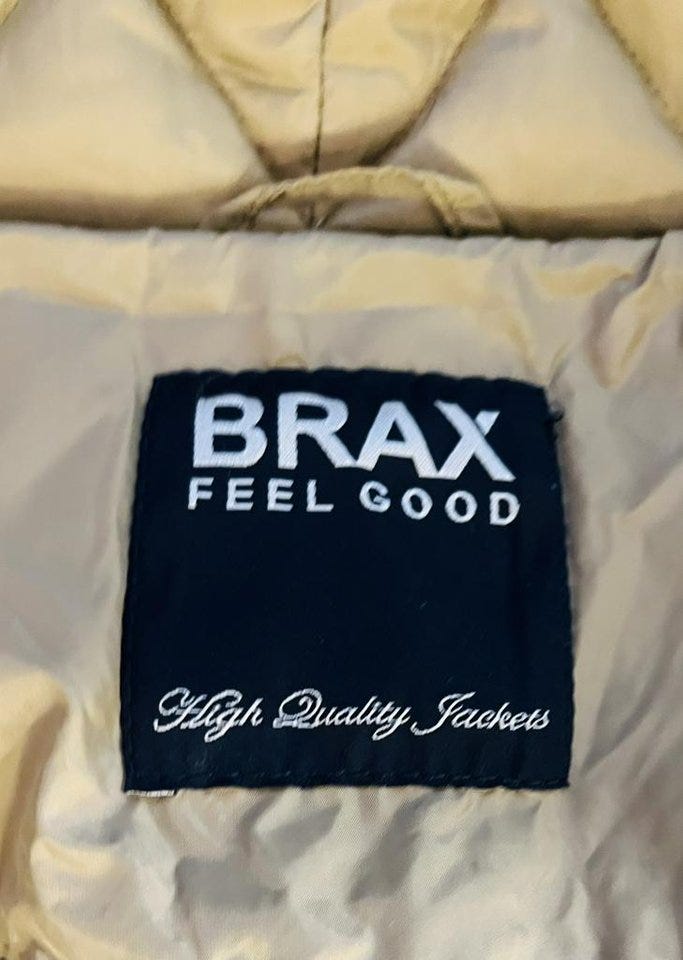 BRAX
FEEL GOOD
High Quality Jackets